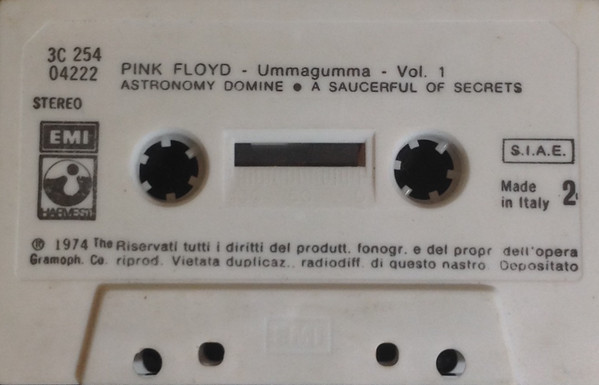 3C 254
04222
PINK FLOYD - Ummagumma - Vol. 1
ASTRONOMY DOMINE ● A SAUCERFUL OF SECRETS
STEREO
EMI
HARVEST
S.I.A.E.
Made
in Italy
2
℗ 1974 The Riservati tutti i diritti del produtt. fonogr. e del propr dell'opera
Gramoph. Co. riprod. Vietata duplicaz., radiodiff. di questo nastro. Depositato
EMI